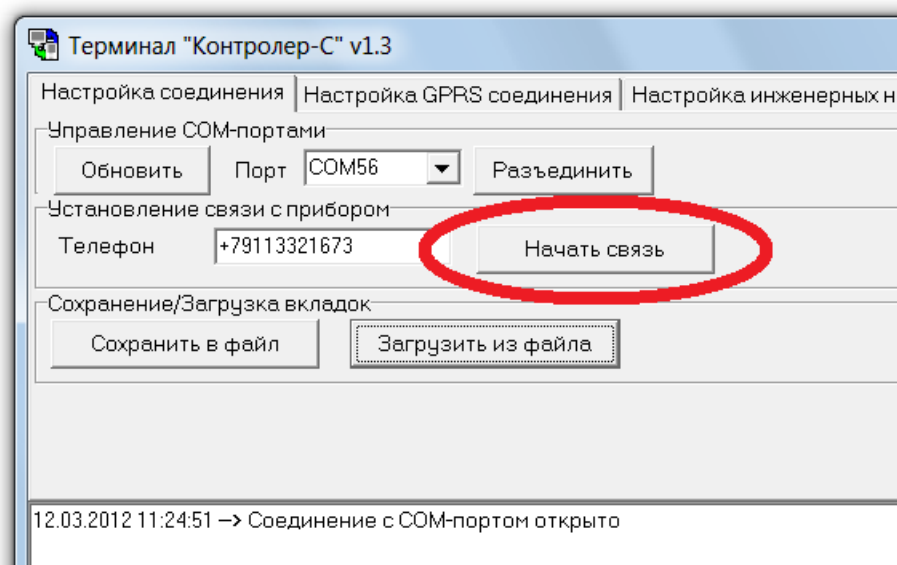 Терминал "Контролер-С" v1.3
Настройка соединения Настройка GPRS соединения Настройка инженерных н
Управление COM-портами
Обновить Порт COM56 Разъединить
Установление связи с прибором
Телефон +79113321673 Начать связь
Сохранение/Загрузка вкладок
Сохранить в файл Загрузить из файла
12.03.2012 11:24:51 --> Соединение с COM-портом открыто